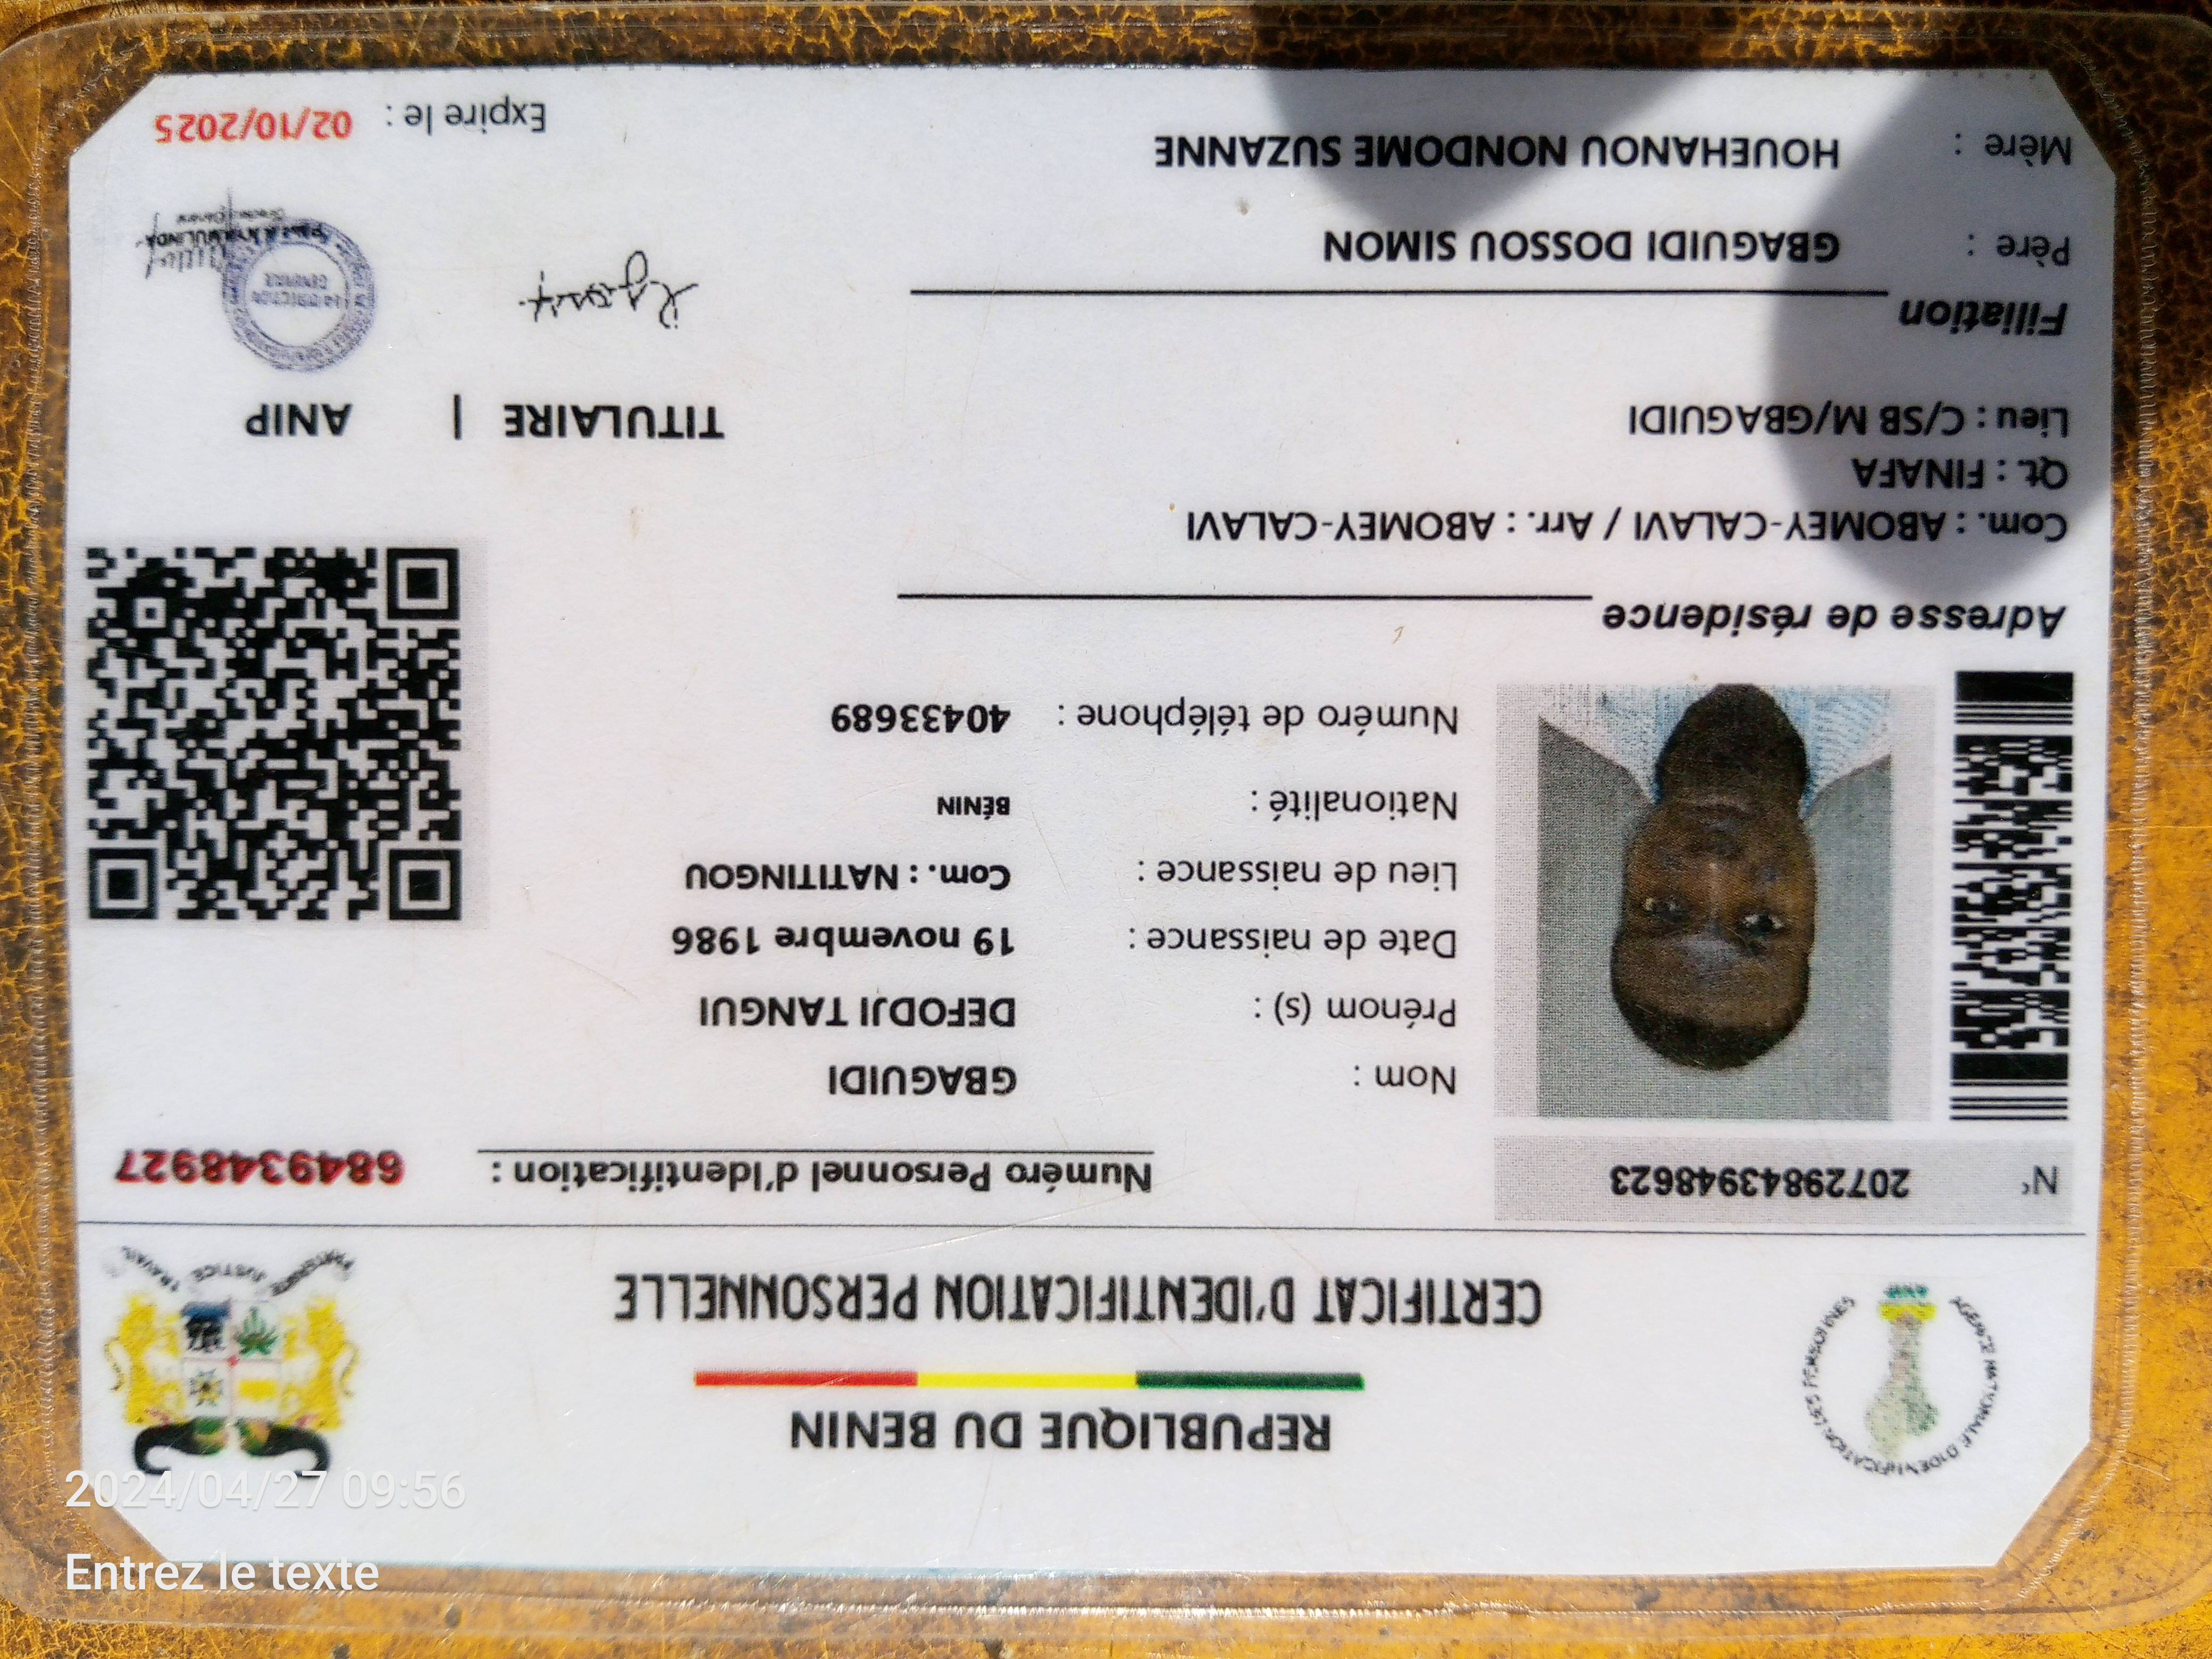 REPUBLIQUE DU BENIN
CERTIFICAT D'IDENTIFICATION PERSONNELLE
AGENCE NATIONALE D'IDENTIFICATION DES PERSONNES
FRATERNITE JUSTICE TRAVAIL
N° 2072984394862​3
Numéro Personnel d'Identification : 6849348927
Nom : GBAGUIDI
Prénom (s) : DEFODJI TANGUI
Date de naissance : 19 novembre 1986
Lieu de naissance : Com. : NATITINGOU
Nationalité : BÉNIN
Numéro de téléphone : 40433689
Adresse de résidence
Com. : ABOMEY-CALAVI / Arr. : ABOMEY-CALAVI
Qt. : FINAFA
Lieu : C/SB M/GBAGUIDI
TITULAIRE | ANIP
Filiation
Père : GBAGUIDI DOSSOU SIMON
Mère : HOUEHANOU NONDOME SUZANNE
Expire le : 02/10/2025
2024/04/27 09:56
Entrez le texte